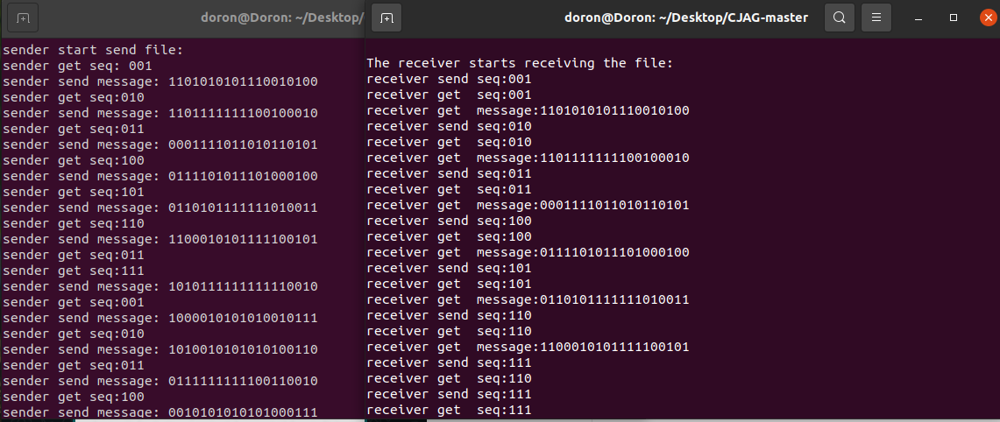 doron@Doron: ~/Desktop/
sender start send file:
sender get seq: 001
sender send message: 1101010101110010100
sender get seq:010
sender send message: 1101111111100100010
sender get seq:011
sender send message: 0001111011010110101
sender get seq:100
sender send message: 0111101011101000100
sender get seq:101
sender send message: 0110101111111010011
sender get seq:110
sender send message: 1100010101111100101
sender get seq:011
sender get seq:111
sender send message: 1010111111111110010
sender get seq:001
sender send message: 1000010101010010111
sender get seq:010
sender send message: 1010010101010100110
sender get seq:011
sender send message: 0111111111100110010
sender get seq:100
sender send message: 0010101010101000111
doron@Doron: ~/Desktop/CJAG-master
The receiver starts receiving the file:
receiver send seq:001
receiver get  seq:001
receiver get  message:1101010101110010100
receiver send seq:010
receiver get  seq:010
receiver get  message:1101111111100100010
receiver send seq:011
receiver get  seq:011
receiver get  message:0001111011010110101
receiver send seq:100
receiver get  seq:100
receiver get  message:0111101011101000100
receiver send seq:101
receiver get  seq:101
receiver get  message:0110101111111010011
receiver send seq:110
receiver get  seq:110
receiver get  message:1100010101111100101
receiver send seq:111
receiver get  seq:110
receiver send seq:111
receiver get  seq:111